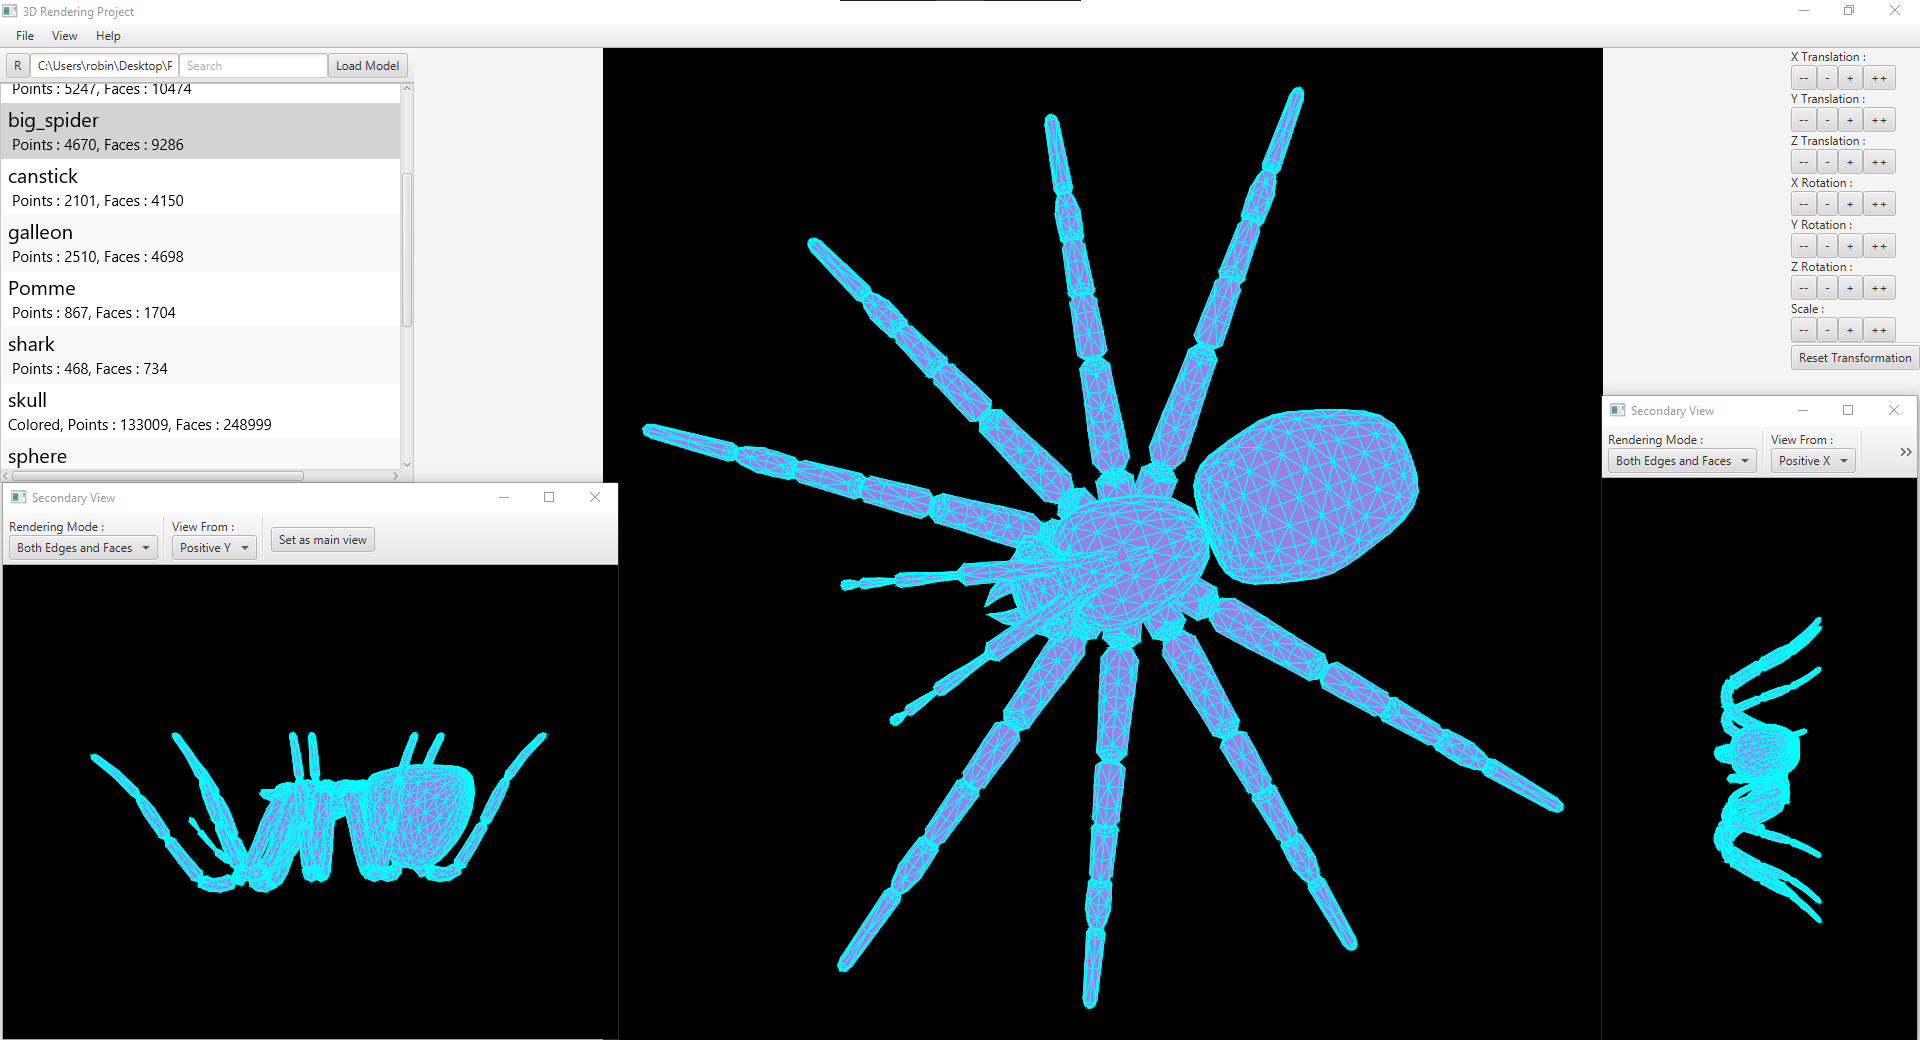 3D Rendering Project
File View Help
R C:\Users\robin\Desktop\F Search Load Model
Points : 5247, Faces : 10474
big_spider
Points : 4670, Faces : 9286
canstick
Points : 2101, Faces : 4150
galleon
Points : 2510, Faces : 4698
Pomme
Points : 867, Faces : 1704
shark
Points : 468, Faces : 734
skull
Colored, Points : 133009, Faces : 248999
sphere
X Translation :
-- - + ++
Y Translation :
-- - + ++
Z Translation :
-- - + ++
X Rotation :
-- - + ++
Y Rotation :
-- - + ++
Z Rotation :
-- - + ++
Scale :
-- - + ++
Reset Transformation
Secondary View
Rendering Mode : View From :
Both Edges and Faces Positive Y Set as main view
Secondary View
Rendering Mode : View From :
Both Edges and Faces Positive X